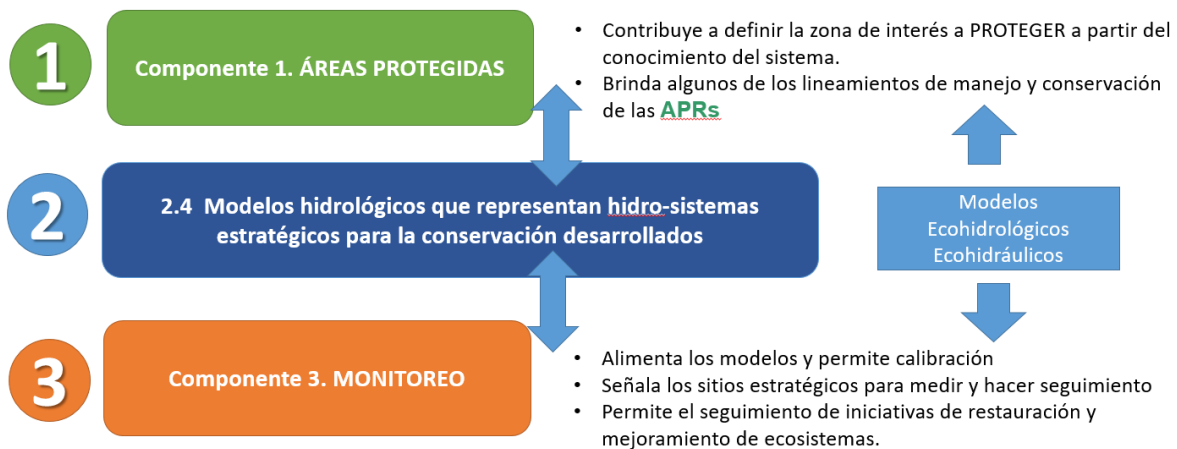 1
Componente 1. ÁREAS PROTEGIDAS
• Contribuye a definir la zona de interés a PROTEGER a partir del
conocimiento del sistema.
• Brinda algunos de los lineamientos de manejo y conservación
de las APRs
2
2.4 Modelos hidrológicos que representan hidro-sistemas
estratégicos para la conservación desarrollados
Modelos
Ecohidrológicos
Ecohidráulicos
3
Componente 3. MONITOREO
• Alimenta los modelos y permite calibración
• Señala los sitios estratégicos para medir y hacer seguimiento
• Permite el seguimiento de iniciativas de restauración y
mejoramiento de ecosistemas.